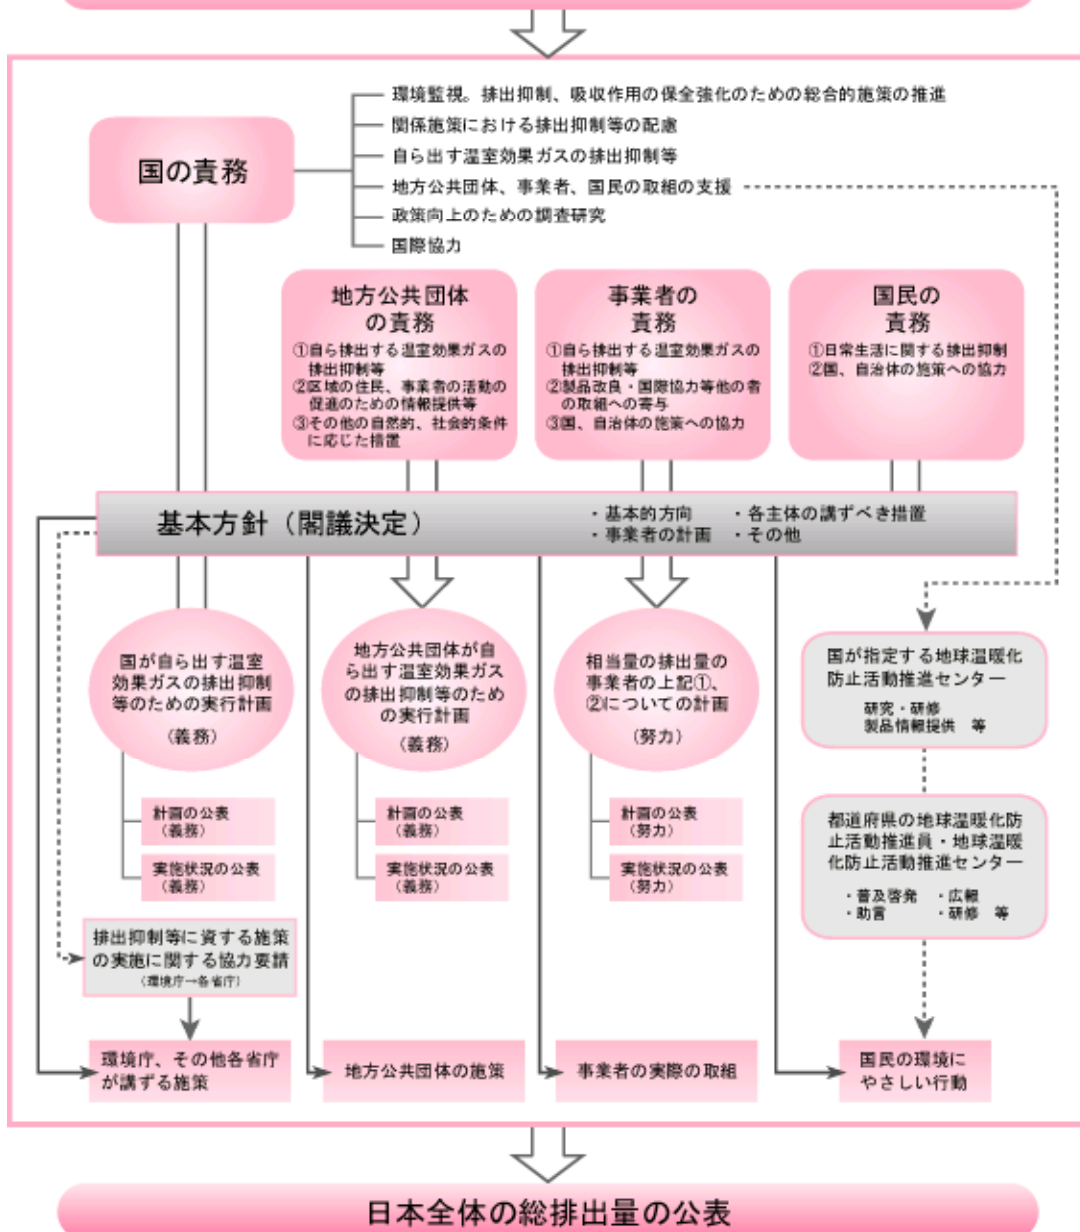 環境監視。排出抑制、吸収作用の保全強化のための総合的施策の推進
関係施策における排出抑制等の配慮
国の責務
自ら出す温室効果ガスの排出抑制等
地方公共団体、事業者、国民の取組の支援
政策向上のための調査研究
国際協力
地方公共団体
の責務
①自ら排出する温室効果ガスの
排出抑制等
②区域の住民、事業者の活動の
促進のための情報提供等
③その他の自然的、社会的条件
に応じた措置
事業者の
責務
①自ら排出する温室効果ガスの
排出抑制等
②製品改良・国際協力等他の者
の取組への寄与
③国、自治体の施策への協力
国民の
責務
①日常生活に関する排出抑制
②国、自治体の施策への協力
基本方針（閣議決定）
・基本的方向 ・各主体の講ずべき措置
・事業者の計画 ・その他
国が自ら出す温室
効果ガスの排出抑制
等のための実行計画
（義務）
地方公共団体が自
ら出す温室効果ガス
の排出抑制等のため
の実行計画
（義務）
相当量の排出量の
事業者の上記①、
②についての計画
（努力）
国が指定する地球温暖化
防止活動推進センター
研究・研修
製品情報提供 等
計画の公表
（義務）
実施状況の公表
（義務）
計画の公表
（義務）
実施状況の公表
（義務）
計画の公表
（努力）
実施状況の公表
（努力）
都道府県の地球温暖化防
止活動推進員・地球温暖
化防止活動推進センター
・普及啓発 ・広報
・助言 ・研修 等
排出抑制等に資する施策
の実施に関する協力要請
（環境庁→各省庁）
環境庁、その他各省庁
が講ずる施策
地方公共団体の施策
事業者の実際の取組
国民の環境に
やさしい行動
日本全体の総排出量の公表